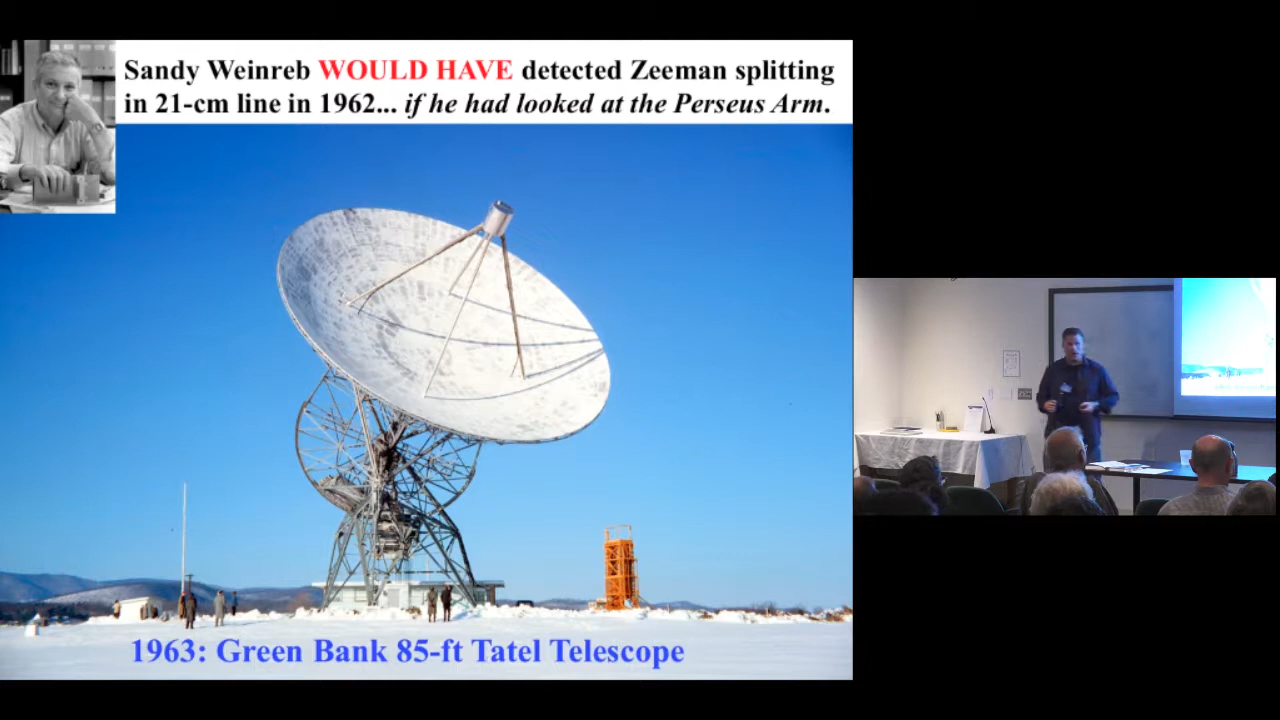 Sandy Weinreb WOULD HAVE detected Zeeman splitting
in 21-cm line in 1962... if he had looked at the Perseus Arm.
1963: Green Bank 85-ft Tatel Telescope